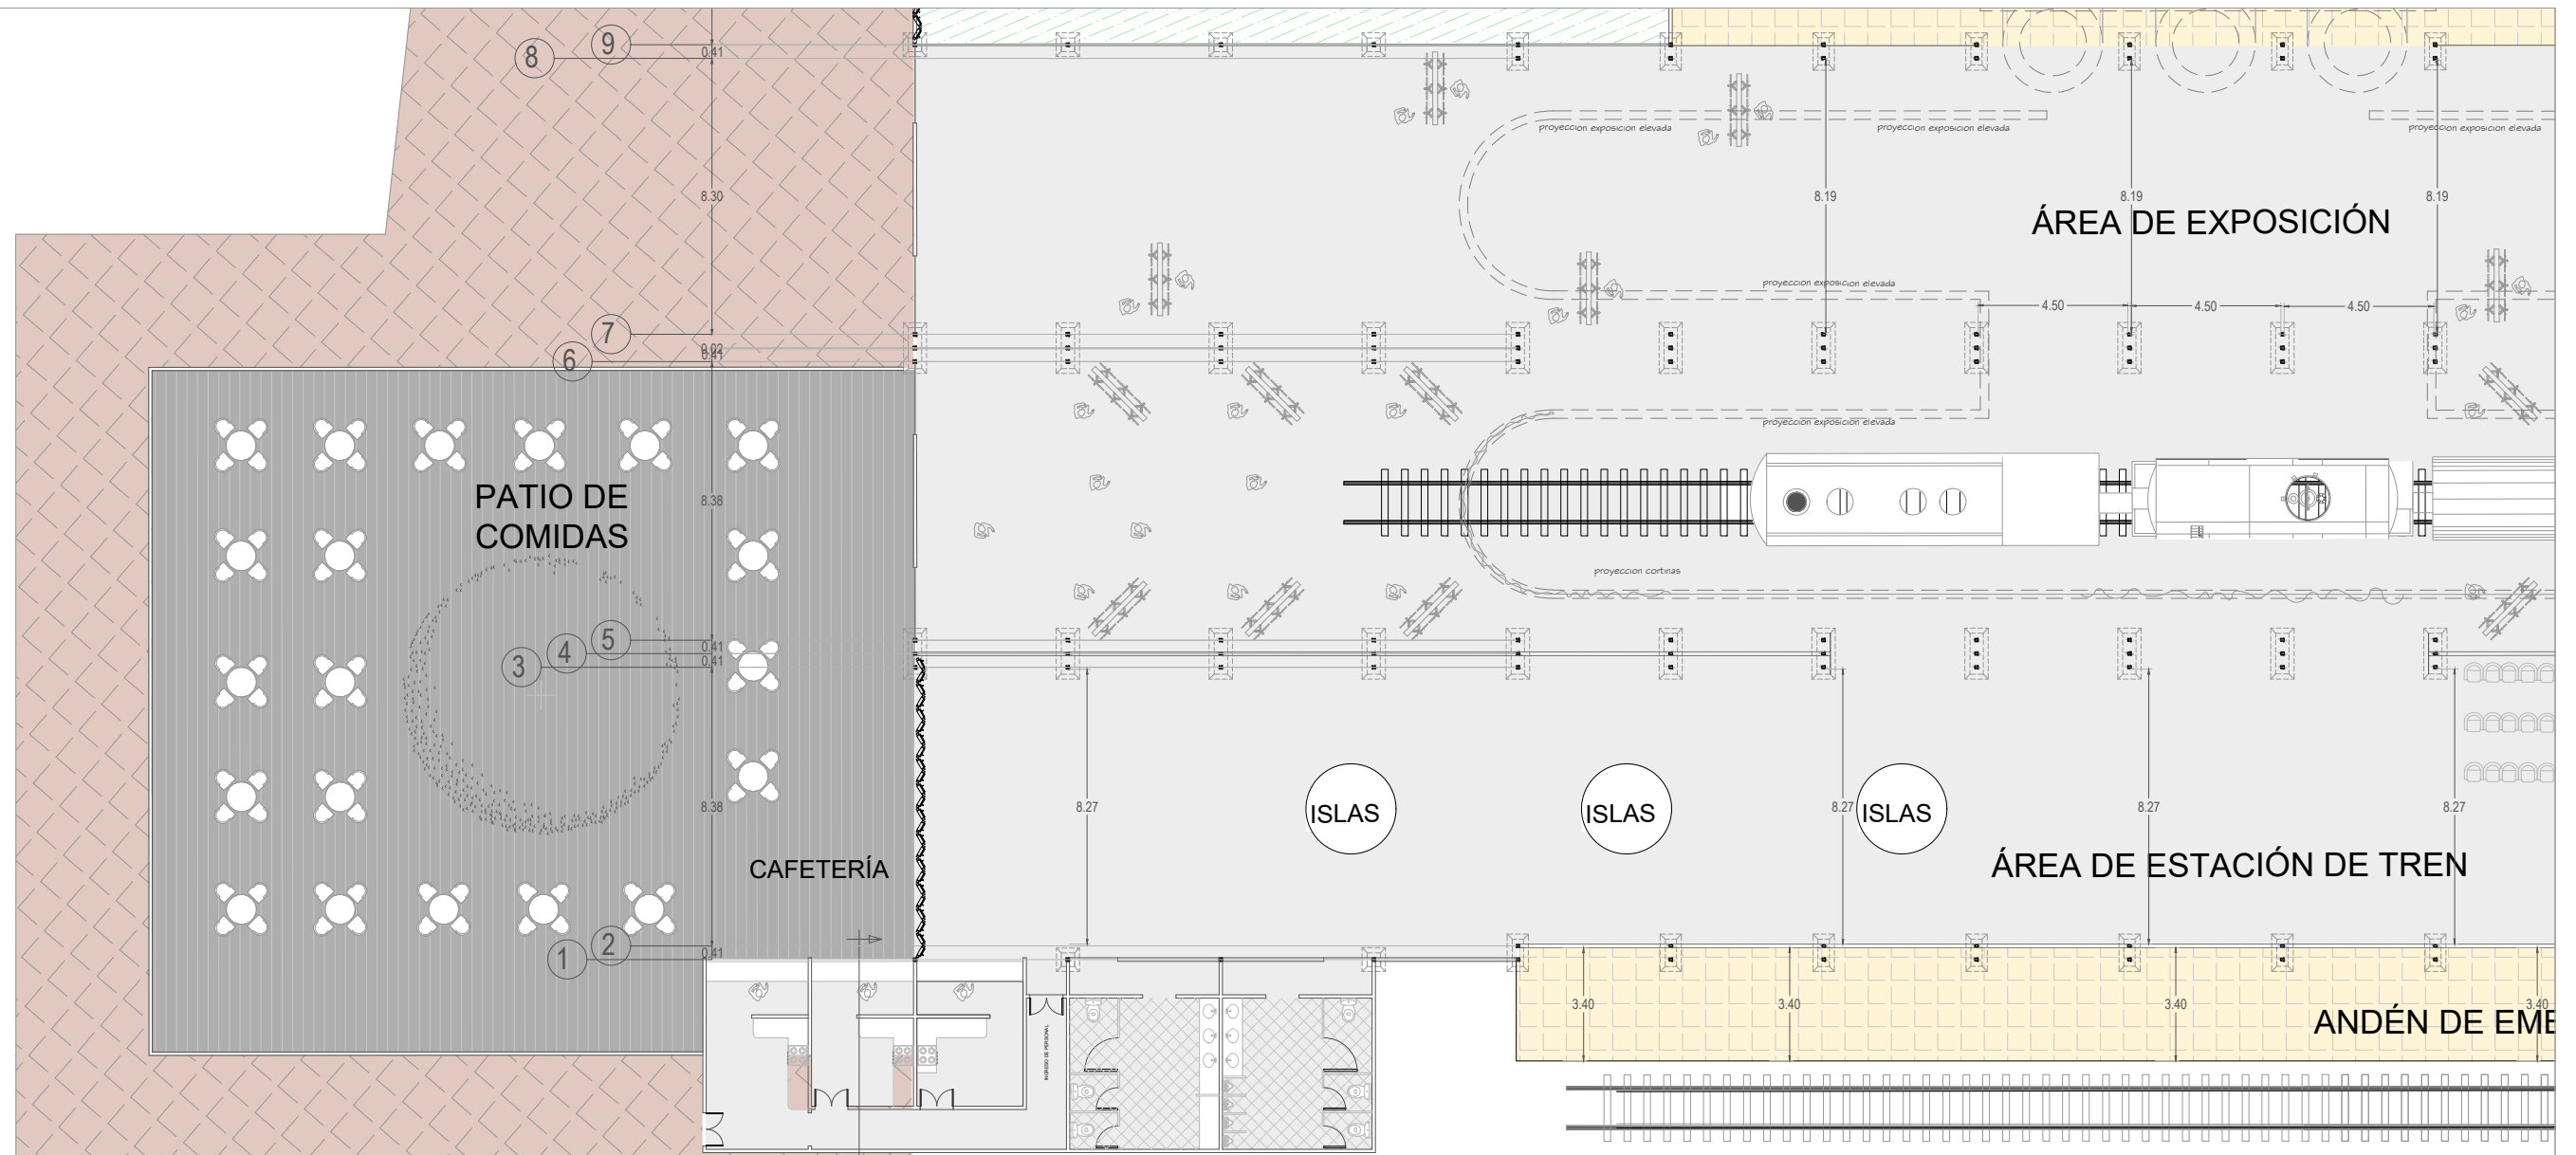 9
0.41
8
proyeccion exposicion elevada
proyeccion exposicion elevada
proyeccion exposicion elevada
8.30
8.19
8.19
8.19
ÁREA DE EXPOSICIÓN
proyeccion exposicion elevada
4.50
4.50
4.50
7
0.41
6
proyeccion exposicion elevada
PATIO DE
COMIDAS
8.38
proyeccion cortinas
5
0.41
4
0.41
3
8.38
8.27
ISLAS
ISLAS
8.27
ISLAS
8.27
8.27
CAFETERÍA
ÁREA DE ESTACIÓN DE TREN
2
0.41
1
3.40
3.40
3.40
3.40
ANDÉN DE EME
INGRESO DE PERSONAL